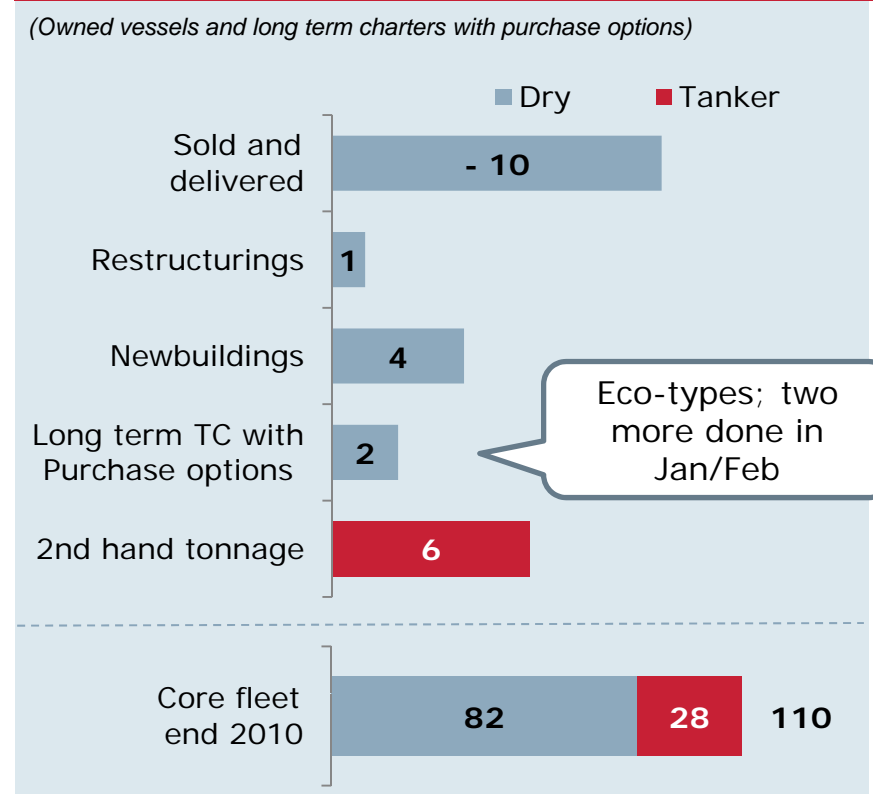 (Owned vessels and long term charters with purchase options)
Dry Tanker
Sold and
delivered
- 10
Restructurings
1
Newbuildings
4
Long term TC with
Purchase options
2
Eco-types; two
more done in
Jan/Feb
2nd hand tonnage
6
Core fleet
end 2010
82 28 110